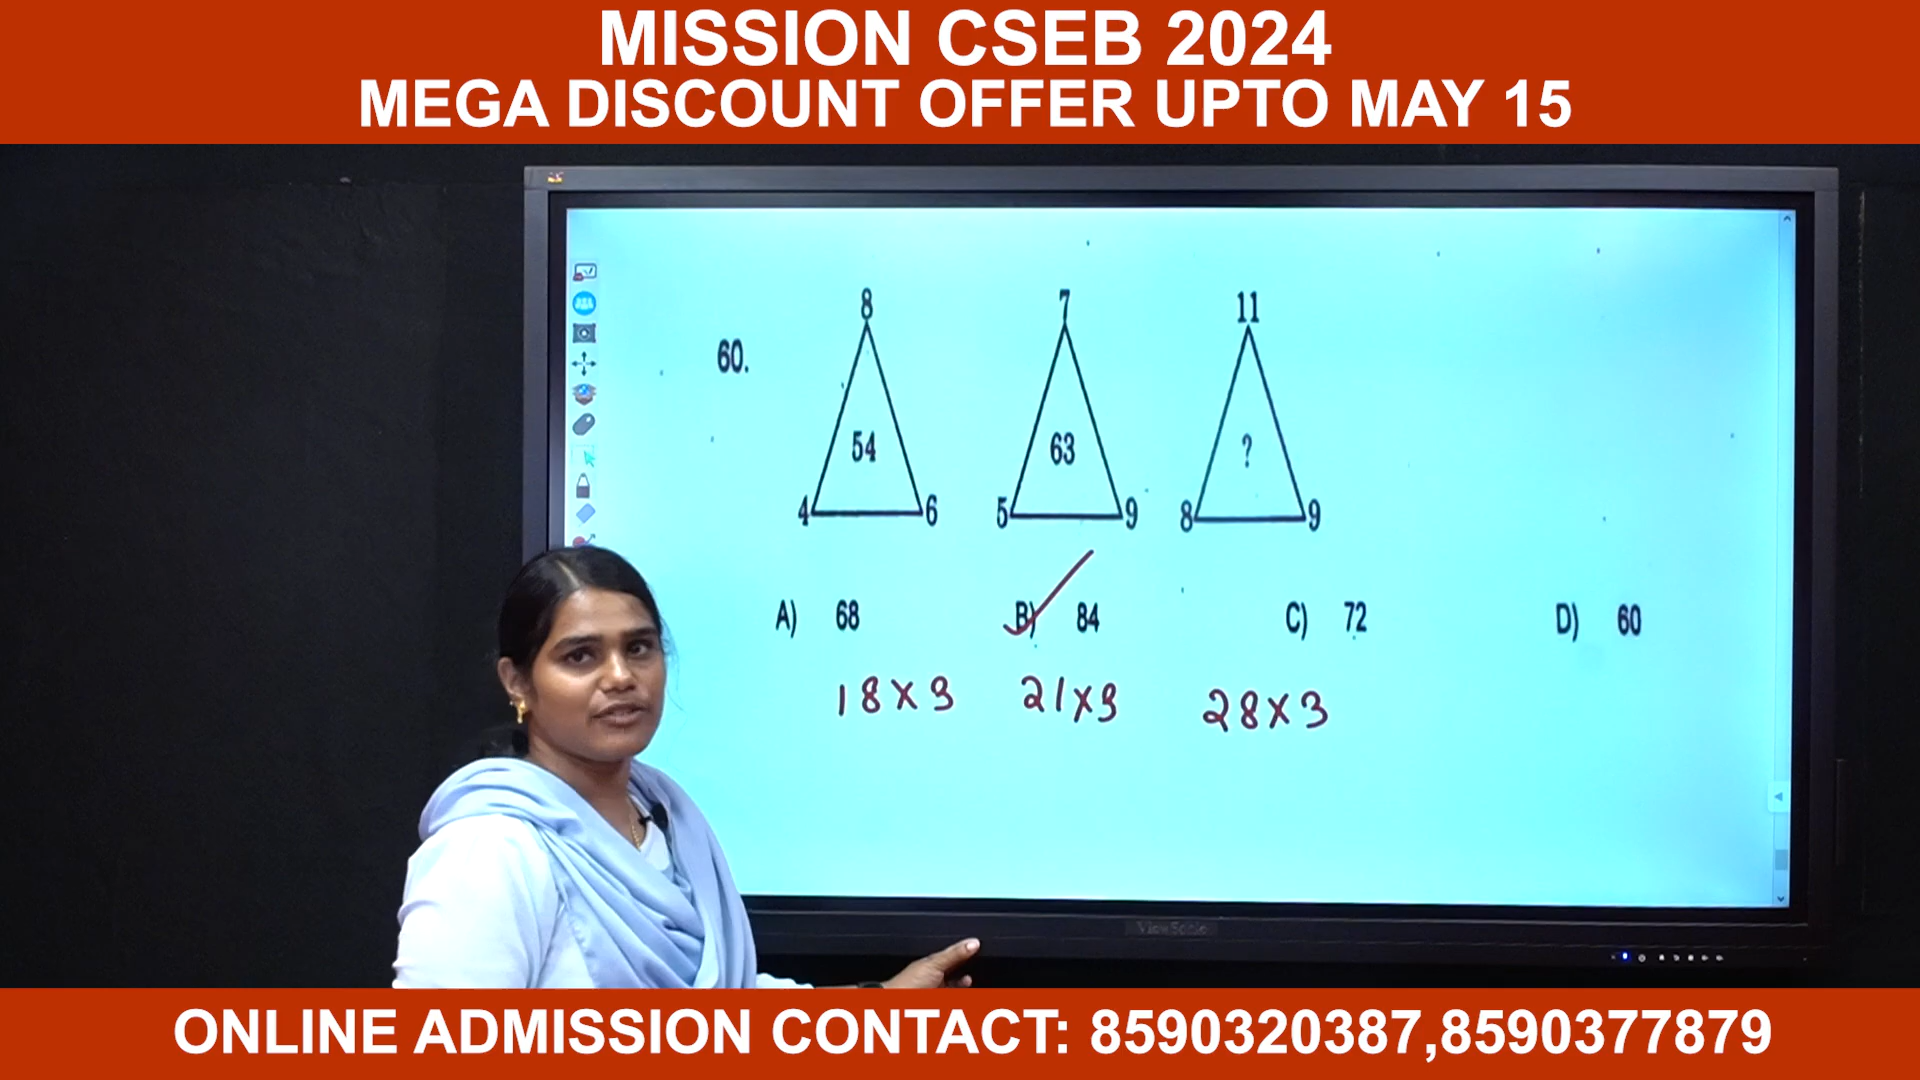 MISSION CSEB 2024
MEGA DISCOUNT OFFER UPTO MAY 15
8 7 11
60.
54 63 ?
4 6 5 9 8 9
A) 68 B) 84 C) 72 D) 60
18 x 3 21 x 3 28 x 3
ViewSonic
ONLINE ADMISSION CONTACT: 8590320387,8590377879